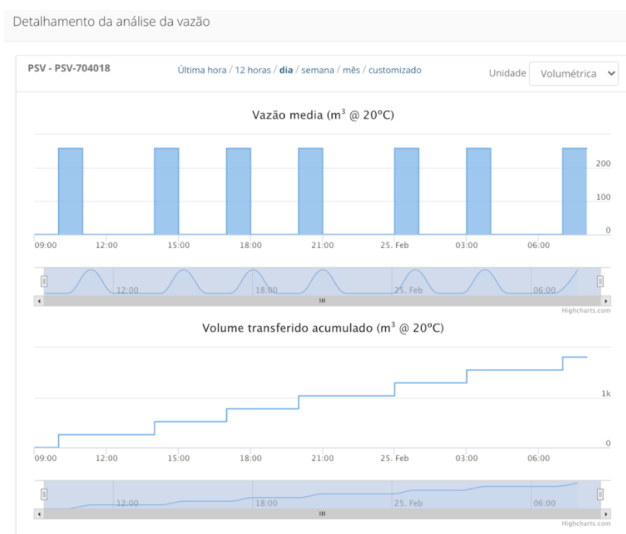 Detalhamento da análise da vazão
PSV - PSV-704018
Última hora / 12 horas / dia / semana / mês / customizado
Unidade Volumétrica
Vazão media (m³ @ 20ºC)
200
100
0
09:00 12:00 15:00 18:00 21:00 25. Feb 03:00 06:00
12:00 18:00 25. Feb 06:00
Highcharts.com
Volume transferido acumulado (m³ @ 20ºC)
1k
0
09:00 12:00 15:00 18:00 21:00 25. Feb 03:00 06:00
12:00 18:00 25. Feb 06:00
Highcharts.com